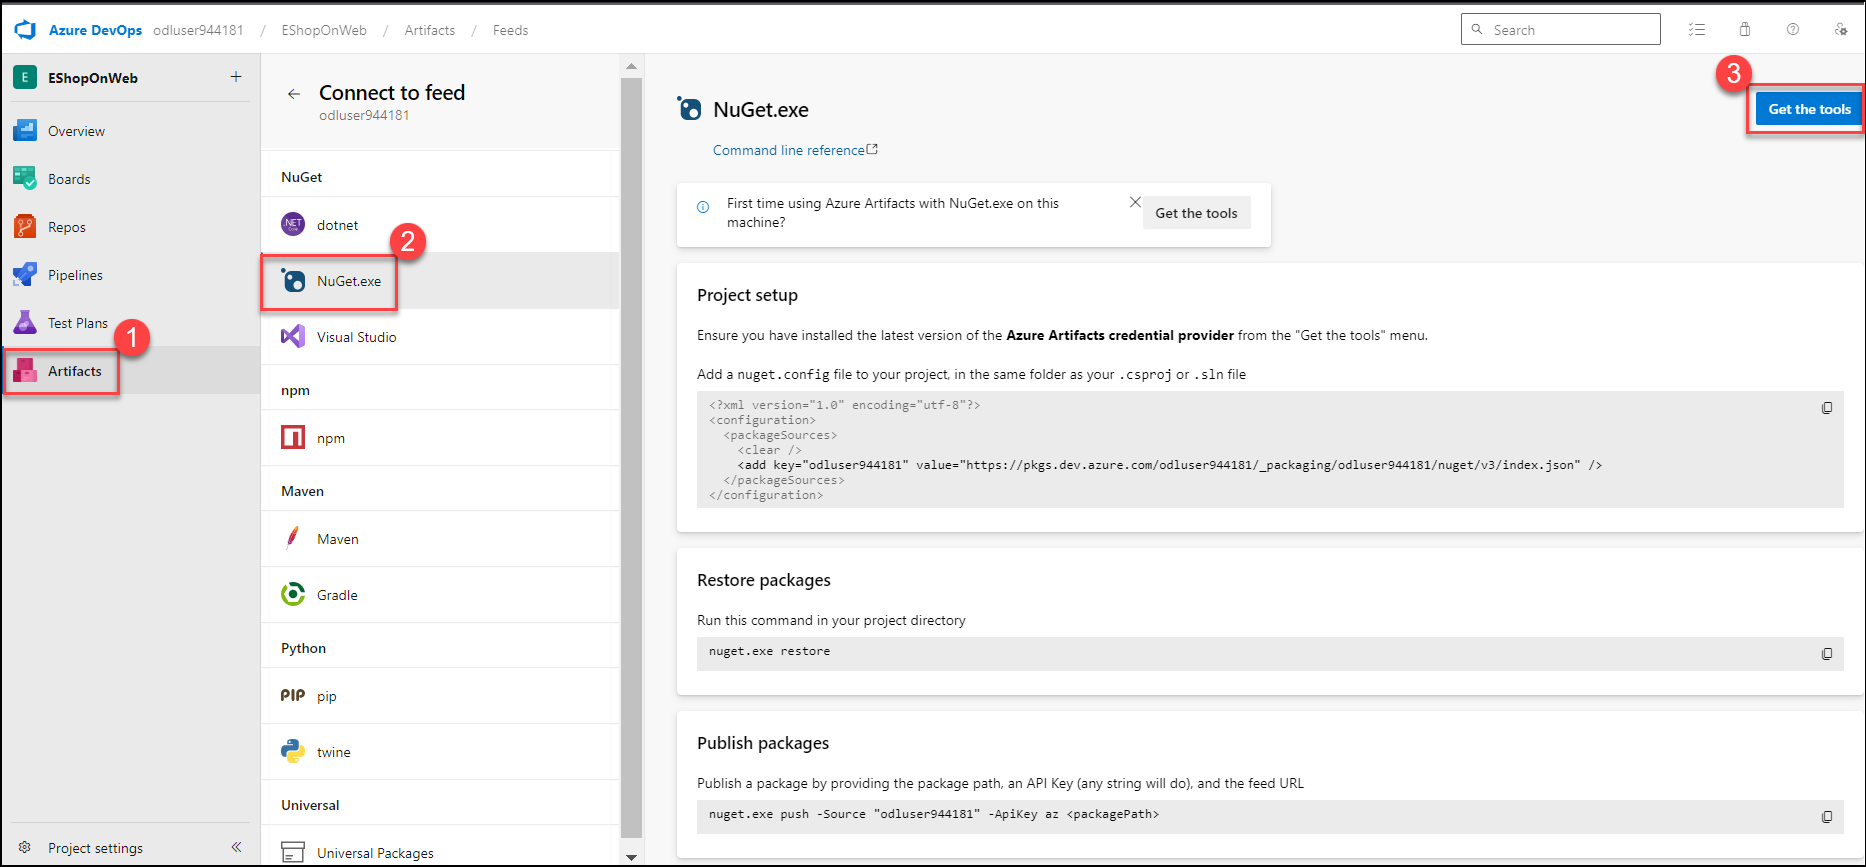 Azure DevOps odluser944181 / EShopOnWeb / Artifacts / Feeds
Search
E EShopOnWeb +
Overview
Boards
Repos
Pipelines
Test Plans
1
Artifacts
Project settings
Connect to feed
odluser944181
NuGet
dotnet
2
NuGet.exe
Visual Studio
npm
npm
Maven
Maven
Gradle
Python
PIP pip
twine
Universal
Universal Packages
NuGet.exe
3
Get the tools
Command line reference
First time using Azure Artifacts with NuGet.exe on this
machine?
Get the tools
Project setup
Ensure you have installed the latest version of the Azure Artifacts credential provider from the "Get the tools" menu.
Add a nuget.config file to your project, in the same folder as your .csproj or .sln file
<?xml version="1.0" encoding="utf-8"?>
<configuration>
<packageSources>
<clear />
<add key="odluser944181" value="https://pkgs.dev.azure.com/odluser944181/_packaging/odluser944181/nuget/v3/index.json" />
</packageSources>
</configuration>
Restore packages
Run this command in your project directory
nuget.exe restore
Publish packages
Publish a package by providing the package path, an API Key (any string will do), and the feed URL
nuget.exe push -Source "odluser944181" -ApiKey az <packagePath>